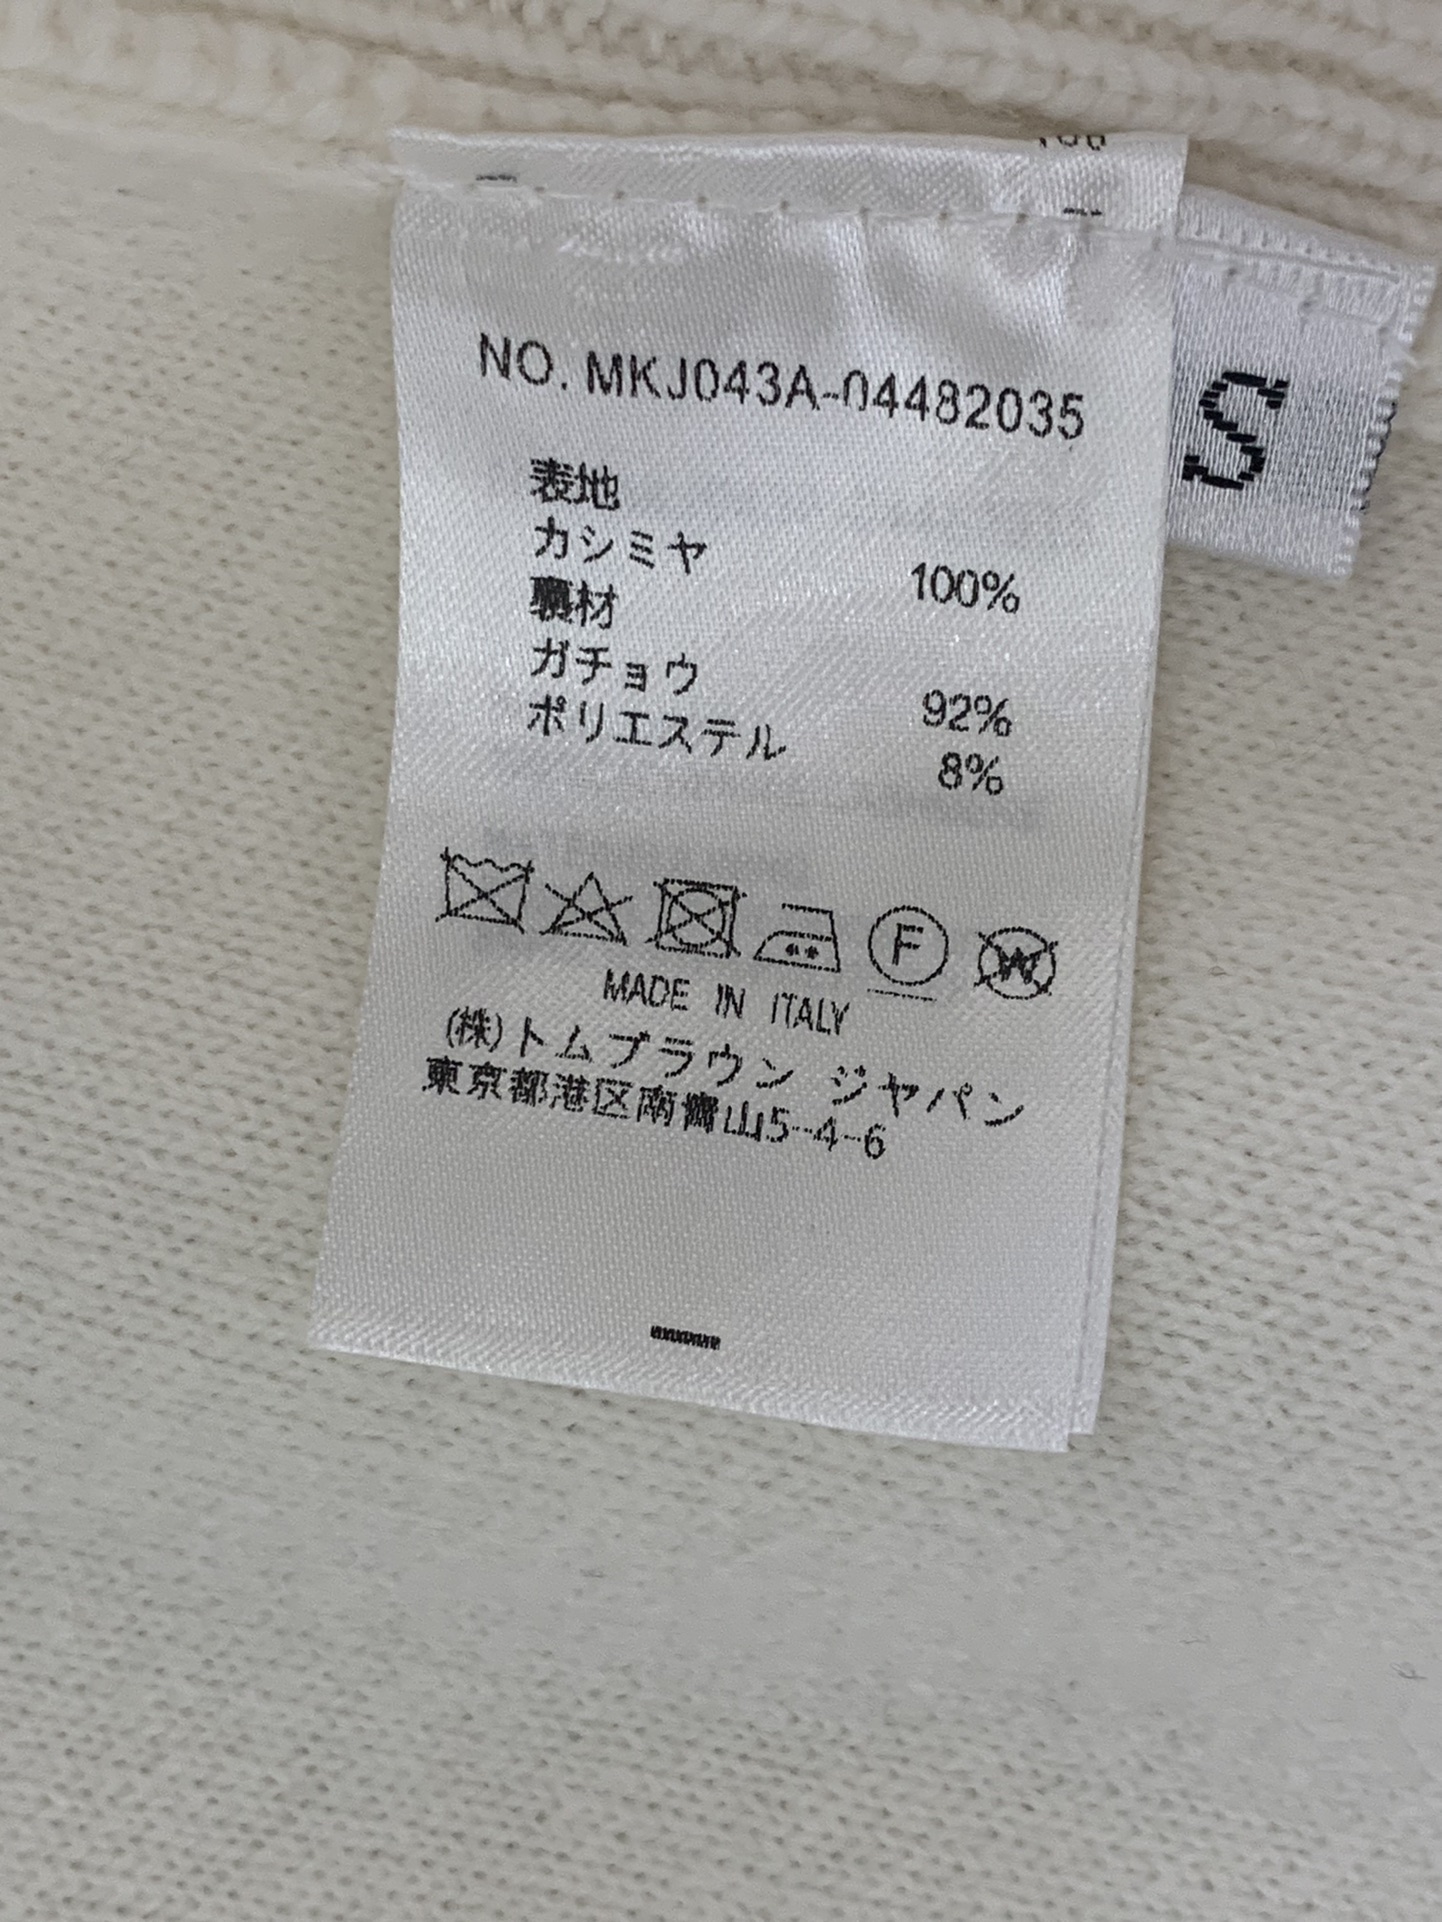 NO. MKJ043A-04482035
S
表地
カシミヤ 100%
裏材
ガチョウ 92%
ポリエステル 8%
F W
MADE IN ITALY
(株)トムブラウン ジャパン
東京都港区南青山5-4-6